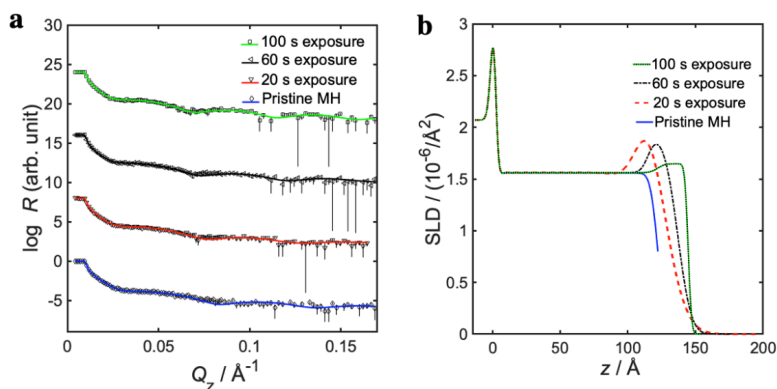 a
b
30
25
20
15
10
5
0
-5
log R (arb. unit)
100 s exposure
60 s exposure
20 s exposure
Pristine MH
0
0.05
0.1
0.15
Q_z / Å⁻¹
3
2.5
2
1.5
1
0.5
0
SLD / (10⁻⁶/Å²)
100 s exposure
60 s exposure
20 s exposure
Pristine MH
0
50
100
150
200
z / Å